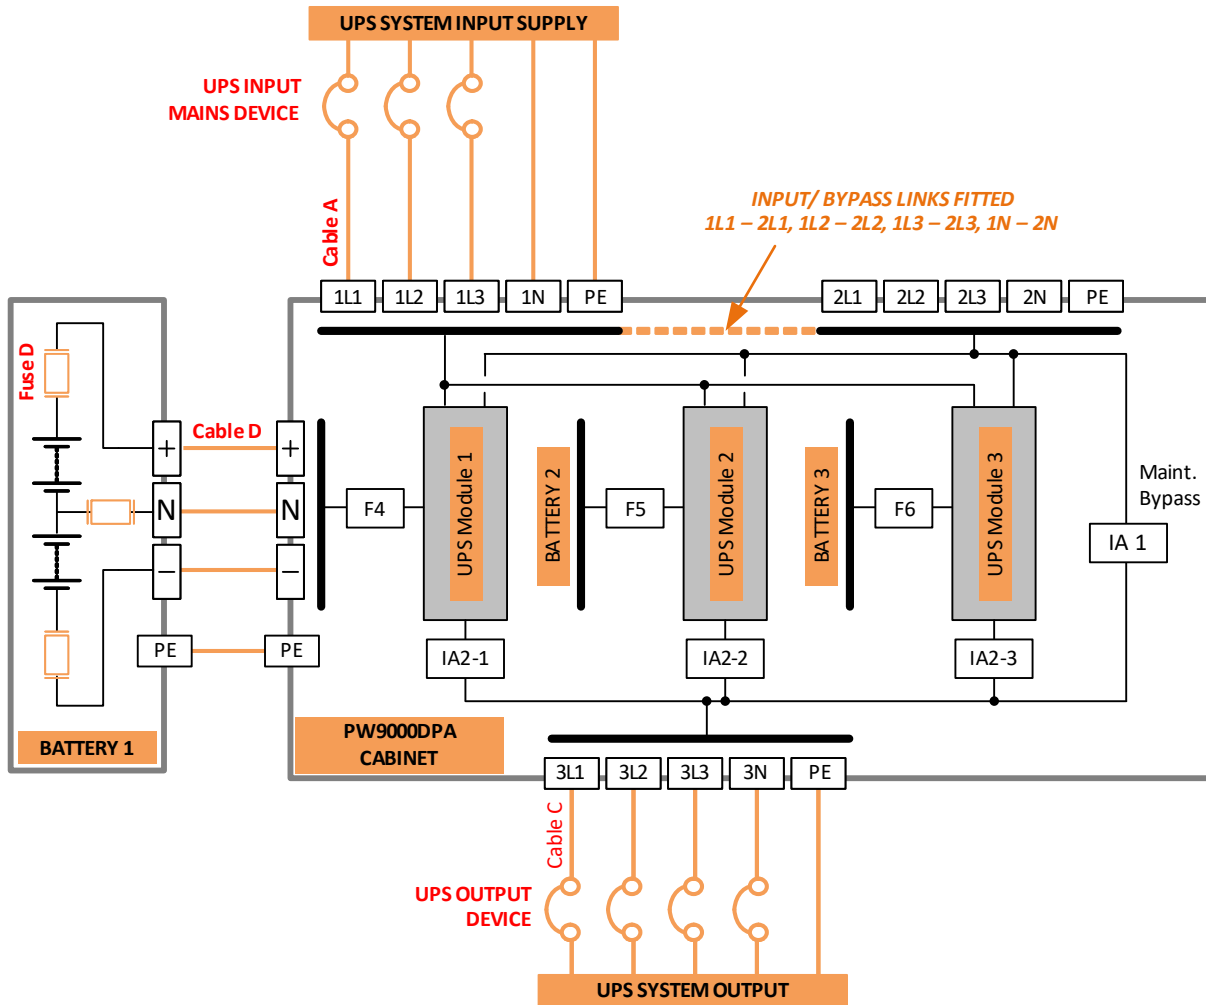 UPS SYSTEM INPUT SUPPLY
UPS INPUT
MAINS DEVICE
Cable A
INPUT/ BYPASS LINKS FITTED
1L1 – 2L1, 1L2 – 2L2, 1L3 – 2L3, 1N – 2N
1L1 1L2 1L3 1N PE
2L1 2L2 2L3 2N PE
Fuse D
Cable D
+ +
N N
– –
PE PE
BATTERY 1
F4
UPS Module 1
BATTERY 2
F5
UPS Module 2
BATTERY 3
F6
UPS Module 3
Maint.
Bypass
IA 1
IA2-1 IA2-2 IA2-3
PW9000DPA
CABINET
3L1 3L2 3L3 3N PE
Cable C
UPS OUTPUT
DEVICE
UPS SYSTEM OUTPUT